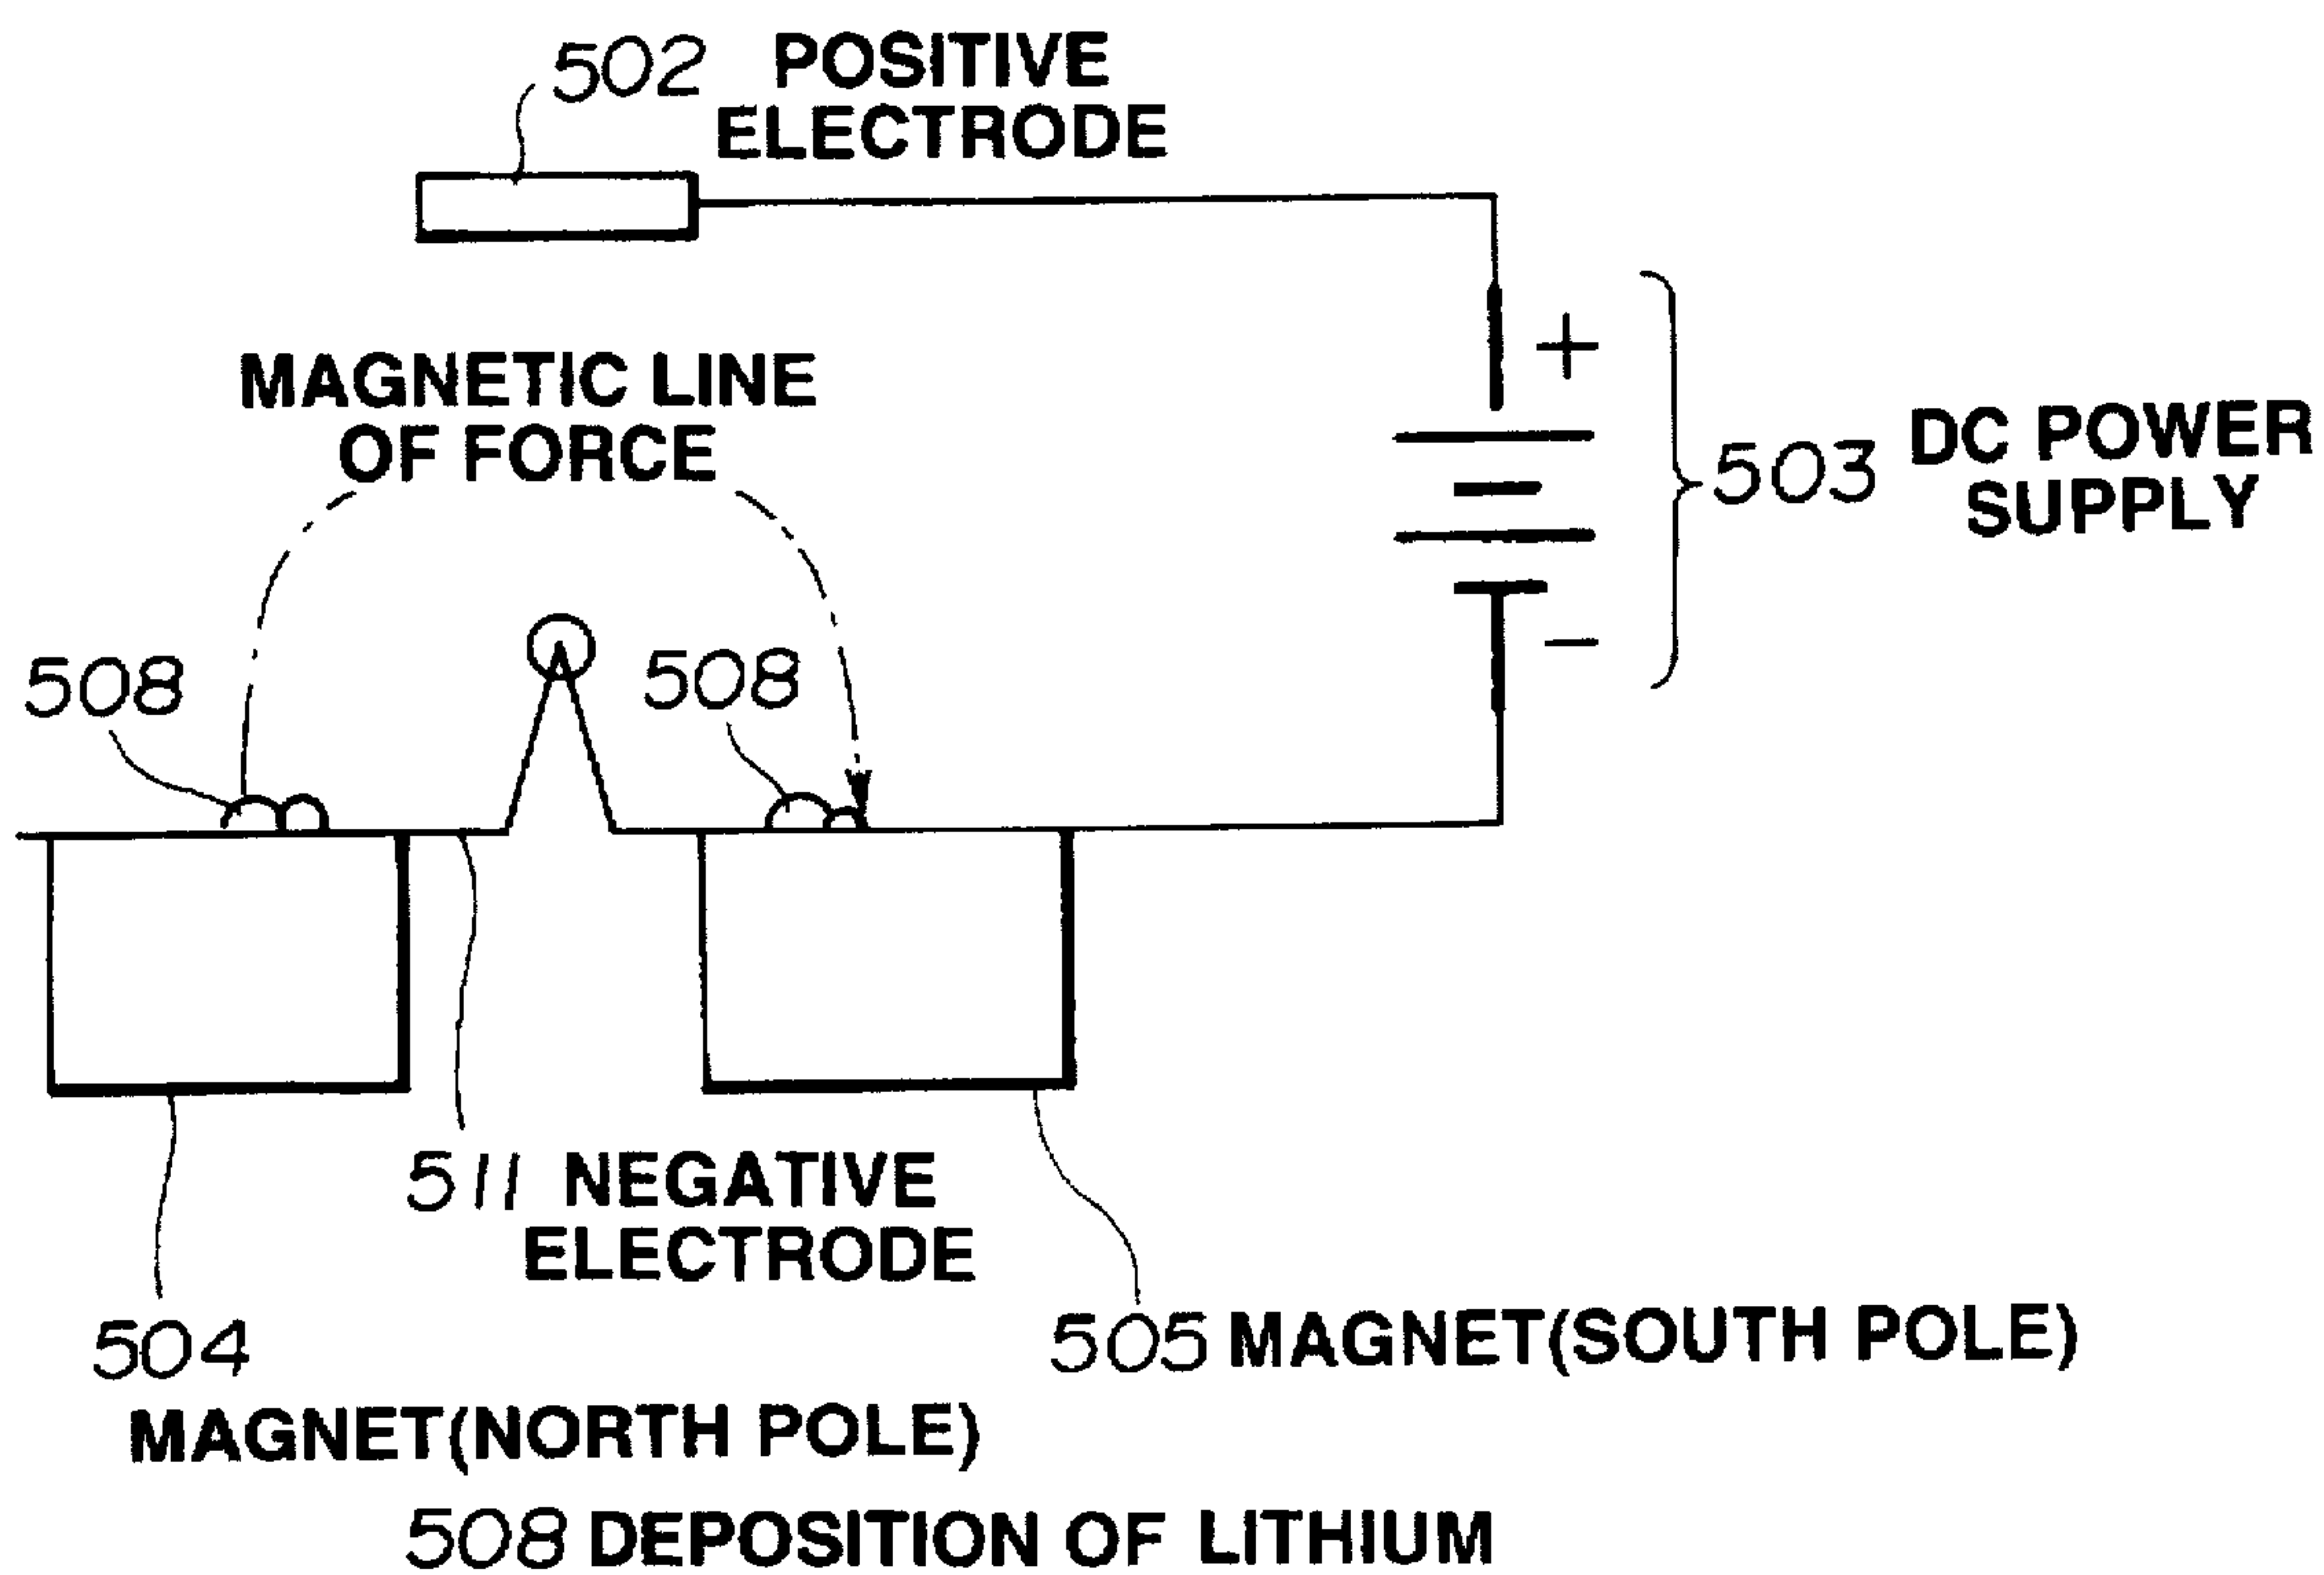 502 POSITIVE
ELECTRODE
MAGNETIC LINE
OF FORCE
+
503 DC POWER
SUPPLY
−
508
A
508
511 NEGATIVE
ELECTRODE
504
MAGNET(NORTH POLE)
505 MAGNET(SOUTH POLE)
508 DEPOSITION OF LITHIUM